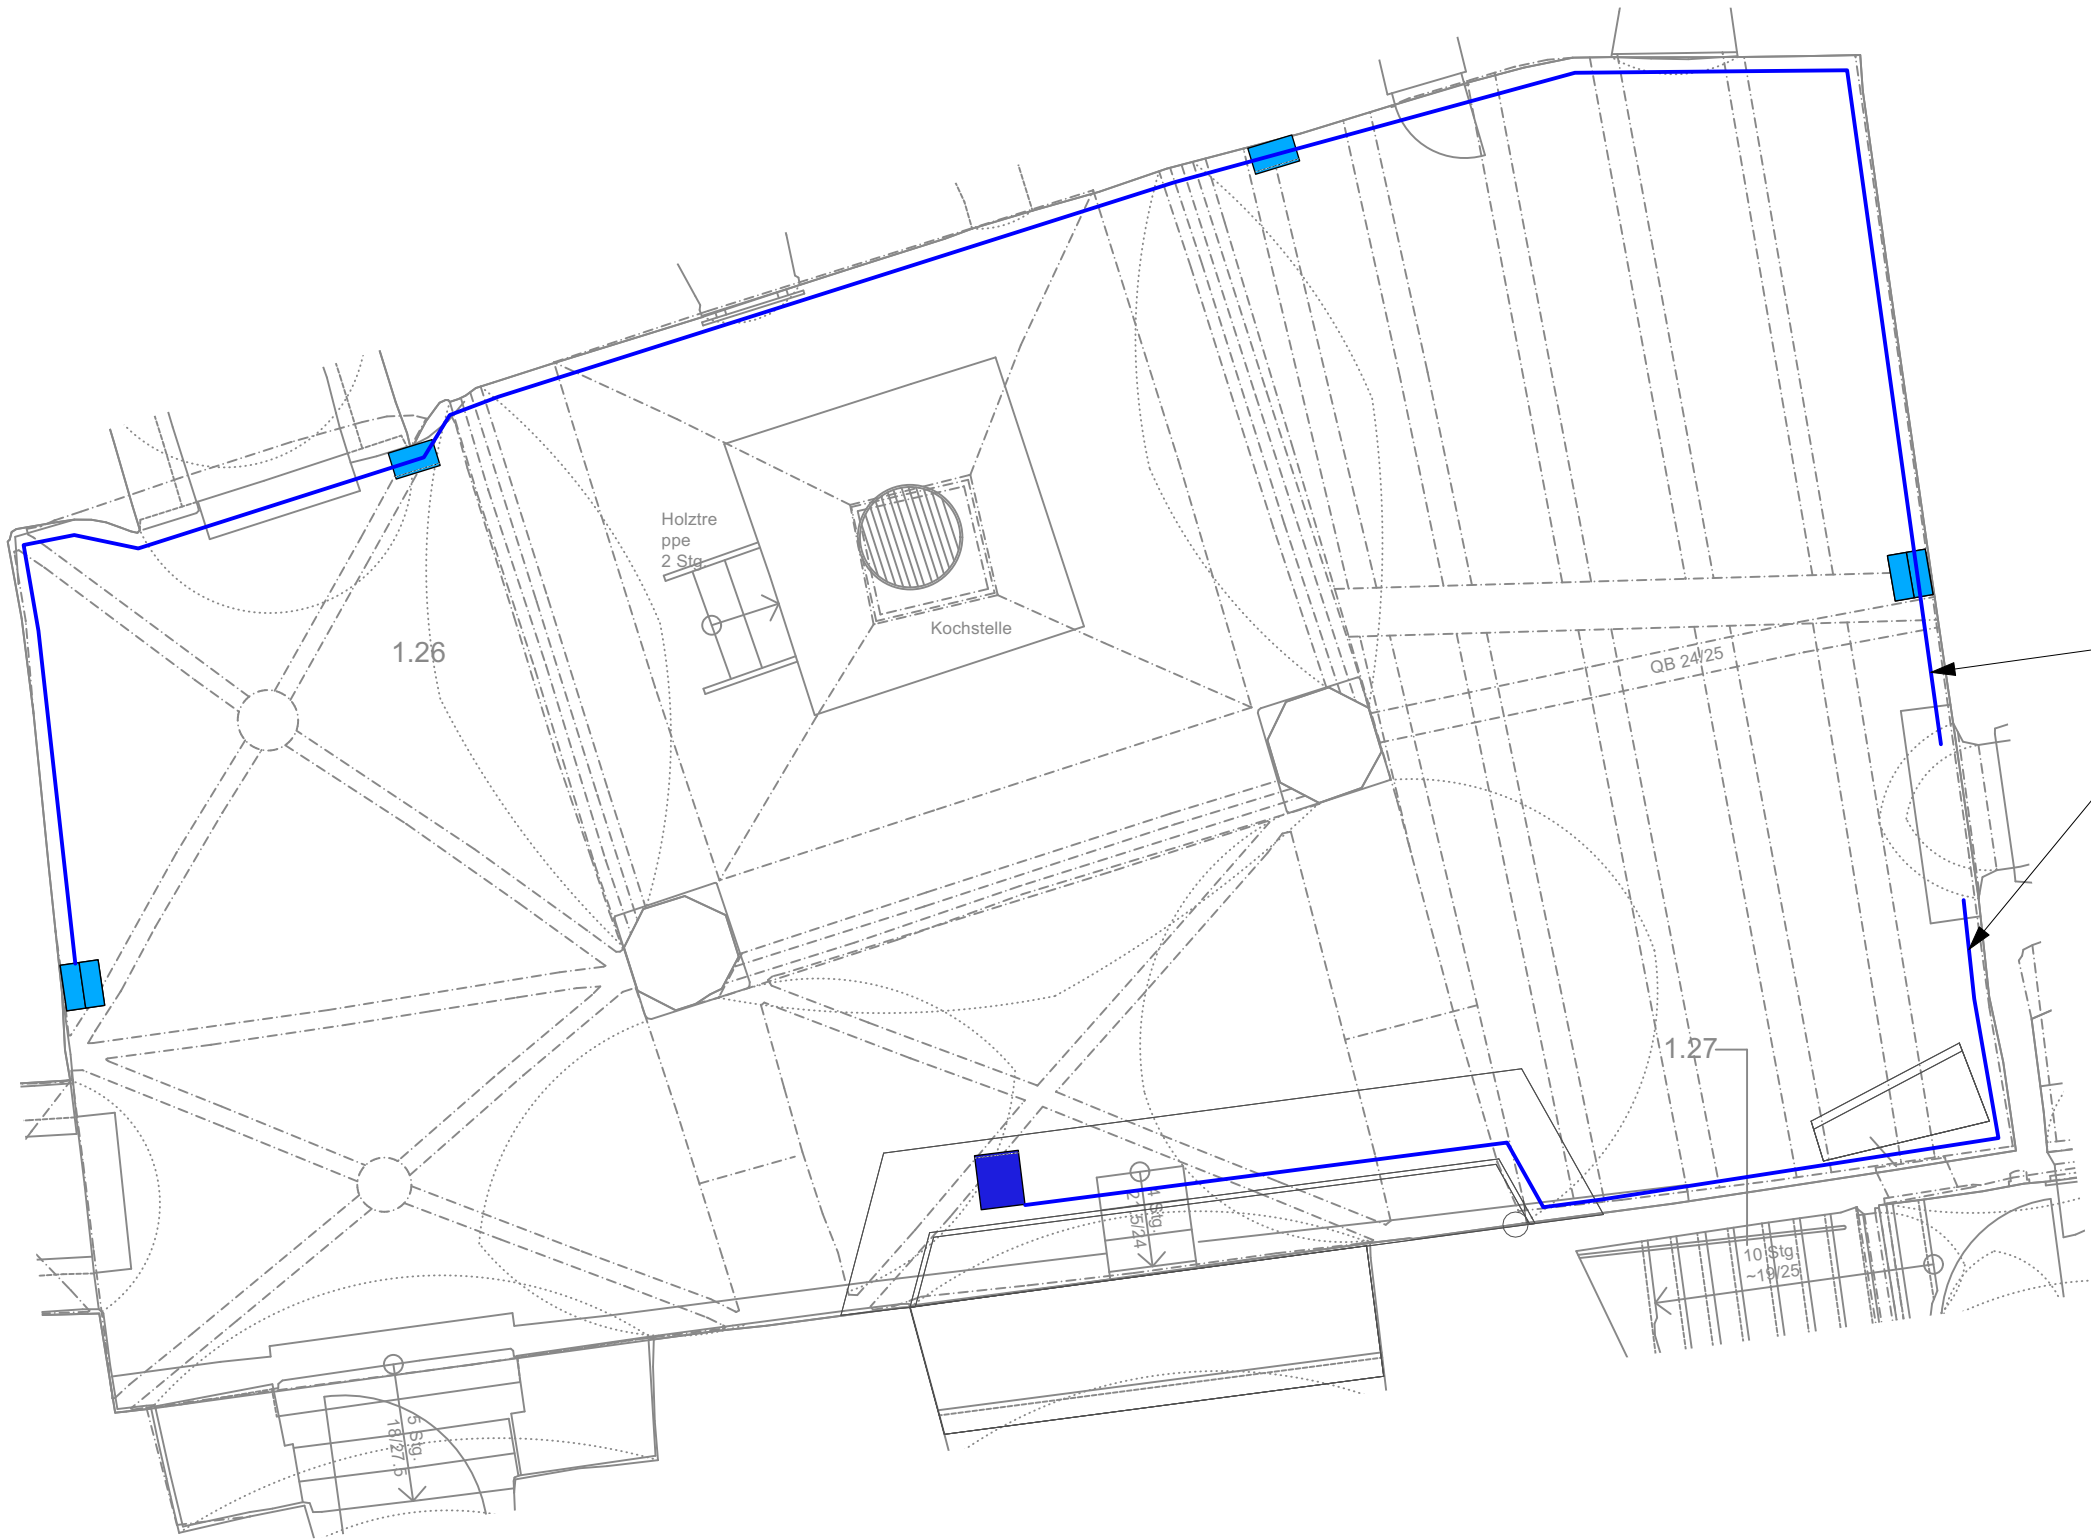 Holztre
ppe
2 Stg.
1.26
Kochstelle
QB 24/25
1.27
4 Stg.
10 Stg.
~19/25
5 Stg.
18/27.5